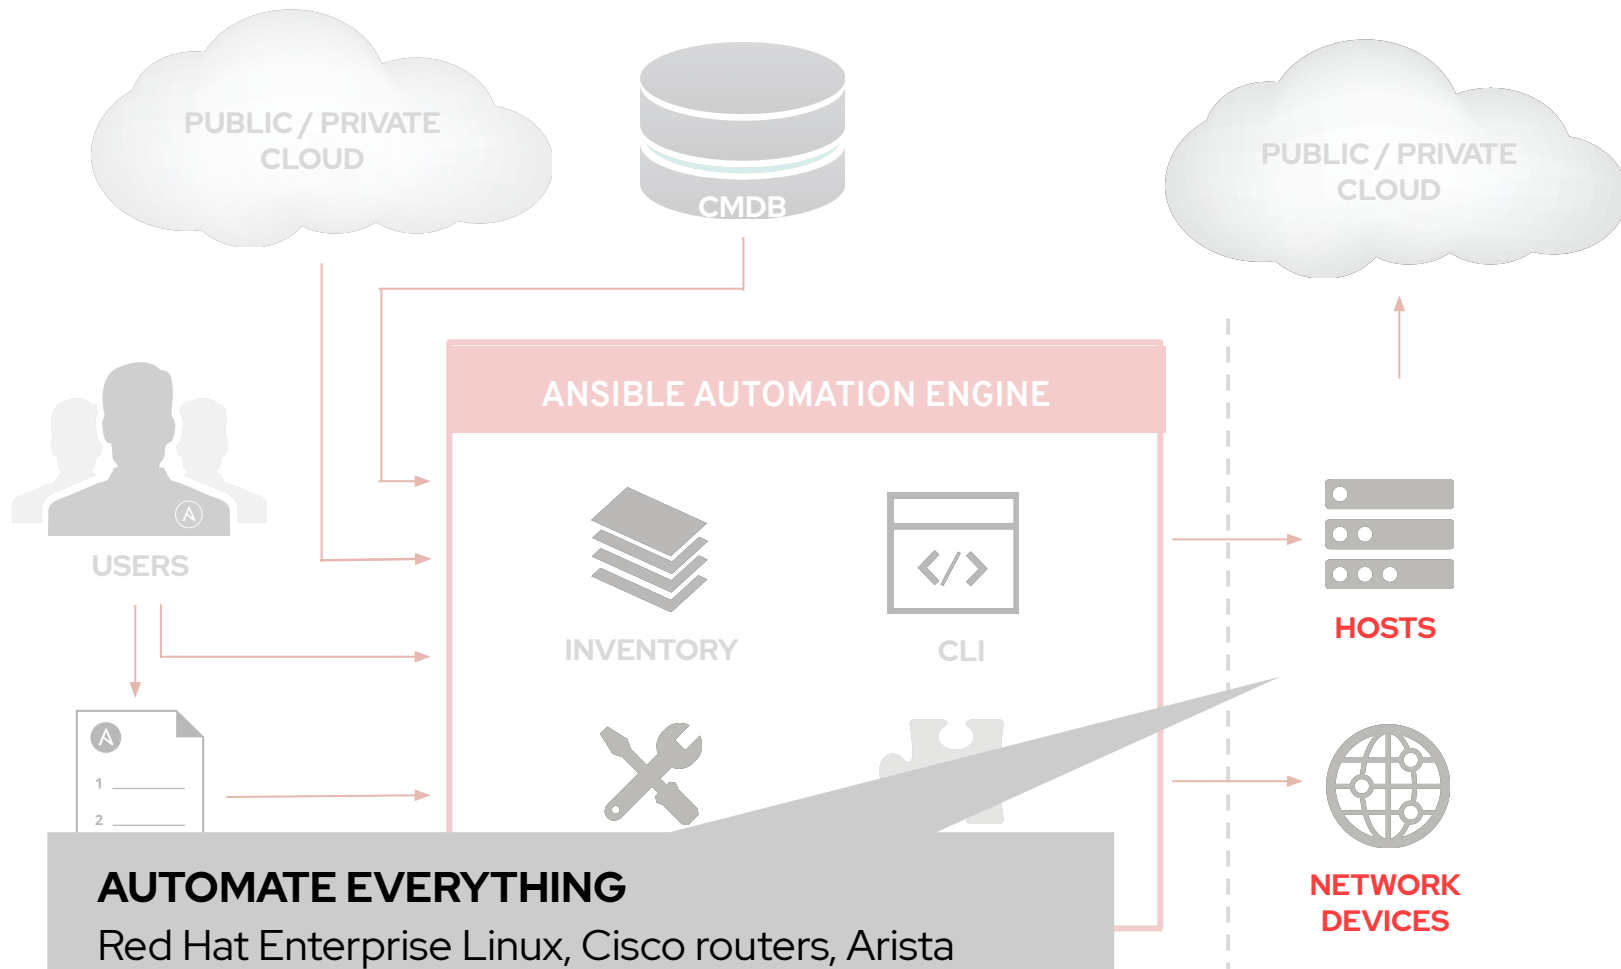 PUBLIC / PRIVATE
CLOUD
CMDB
PUBLIC / PRIVATE
CLOUD
ANSIBLE AUTOMATION ENGINE
USERS
INVENTORY
CLI
HOSTS
1
2
NETWORK
DEVICES
AUTOMATE EVERYTHING
Red Hat Enterprise Linux, Cisco routers, Arista